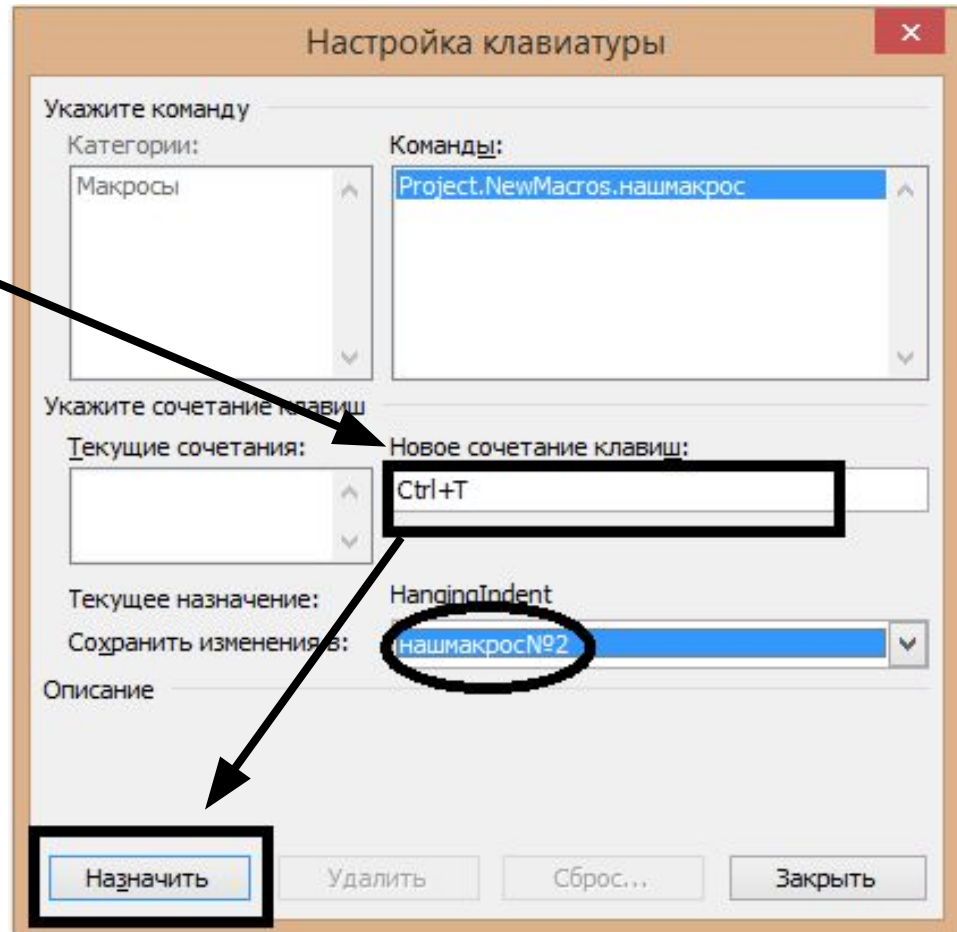 Настройка клавиатуры
Укажите команду
Категории:
Команды:
Макросы
Project.NewMacros.нашмакрос
Укажите сочетание клавиш
Текущие сочетания:
Новое сочетание клавиш:
Ctrl+T
Текущее назначение:
HangingIndent
Сохранить изменения в:
нашмакрос№2
Описание
Назначить
Удалить
Сброс...
Закрыть